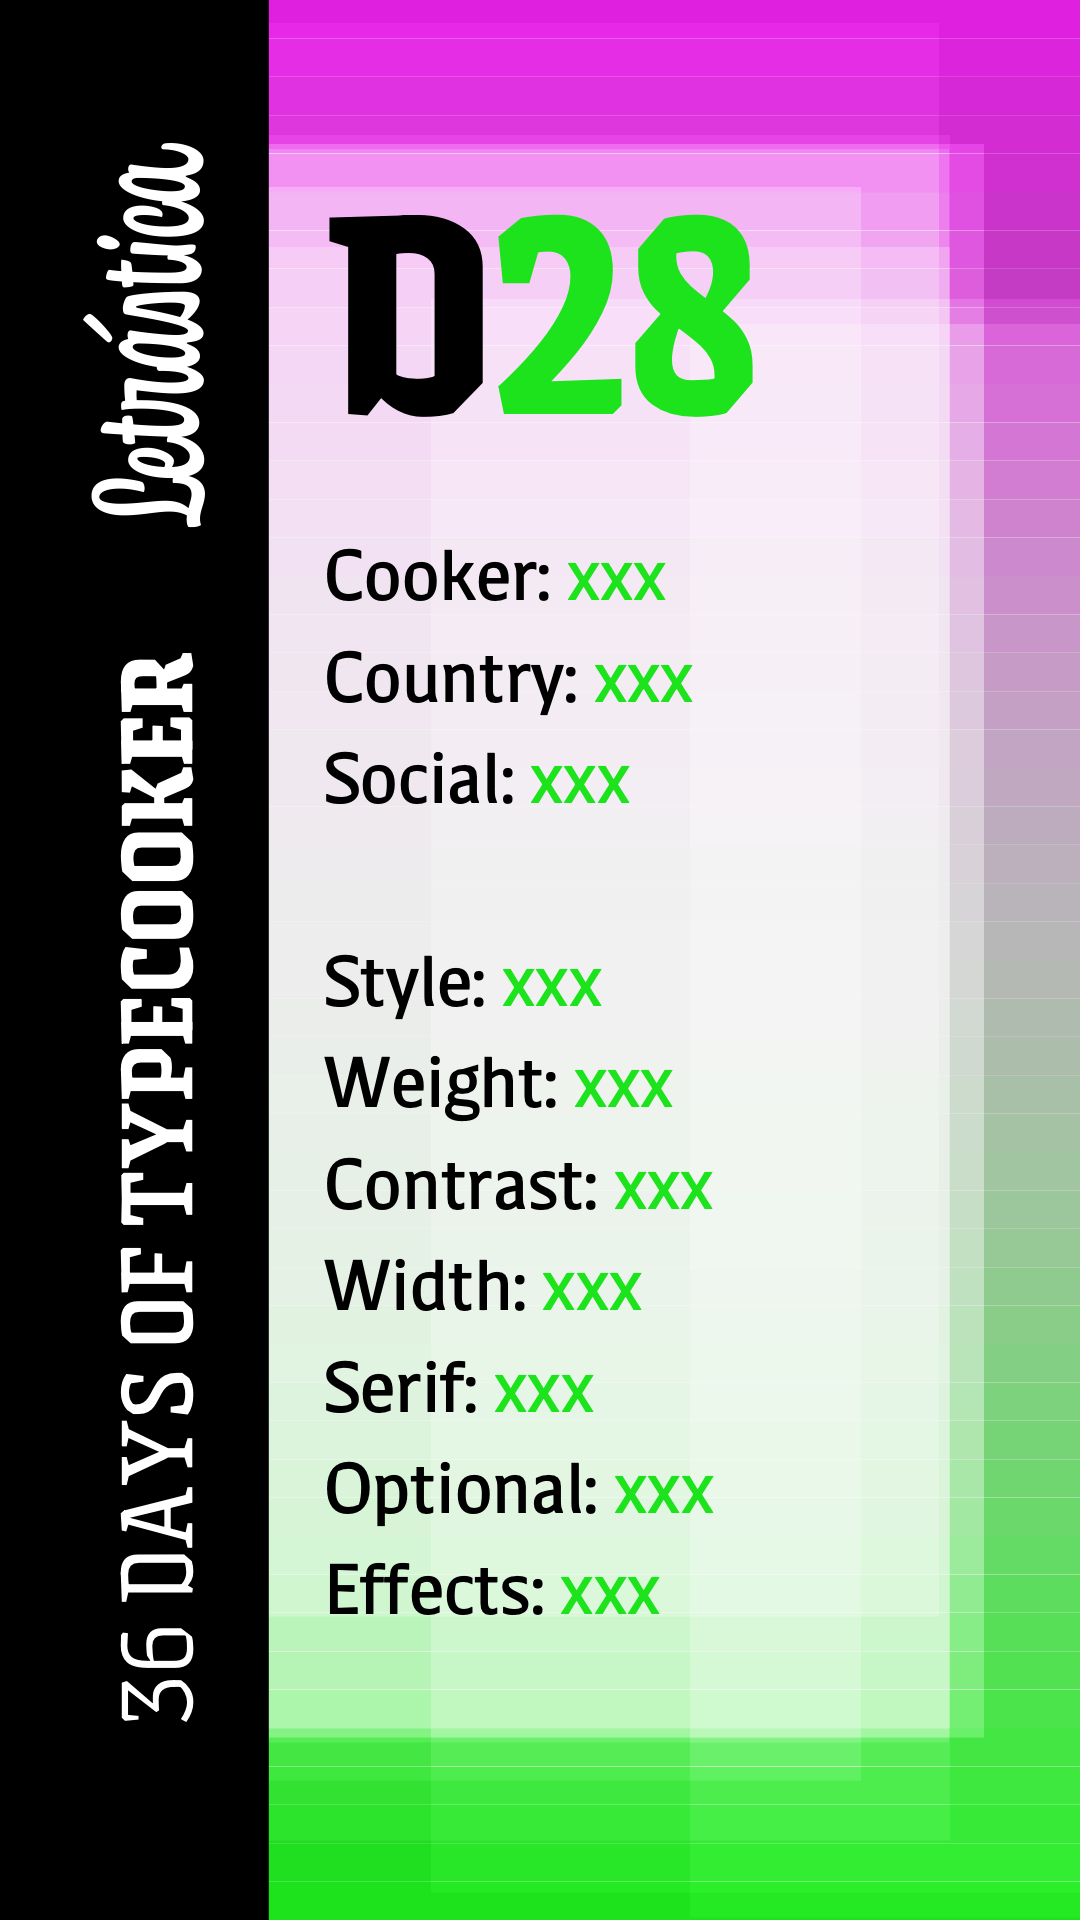 36 DAYS OF TYPECOOKER
Letrástica
D28
Cooker: xxx
Country: xxx
Social: xxx
Style: xxx
Weight: xxx
Contrast: xxx
Width: xxx
Serif: xxx
Optional: xxx
Effects: xxx